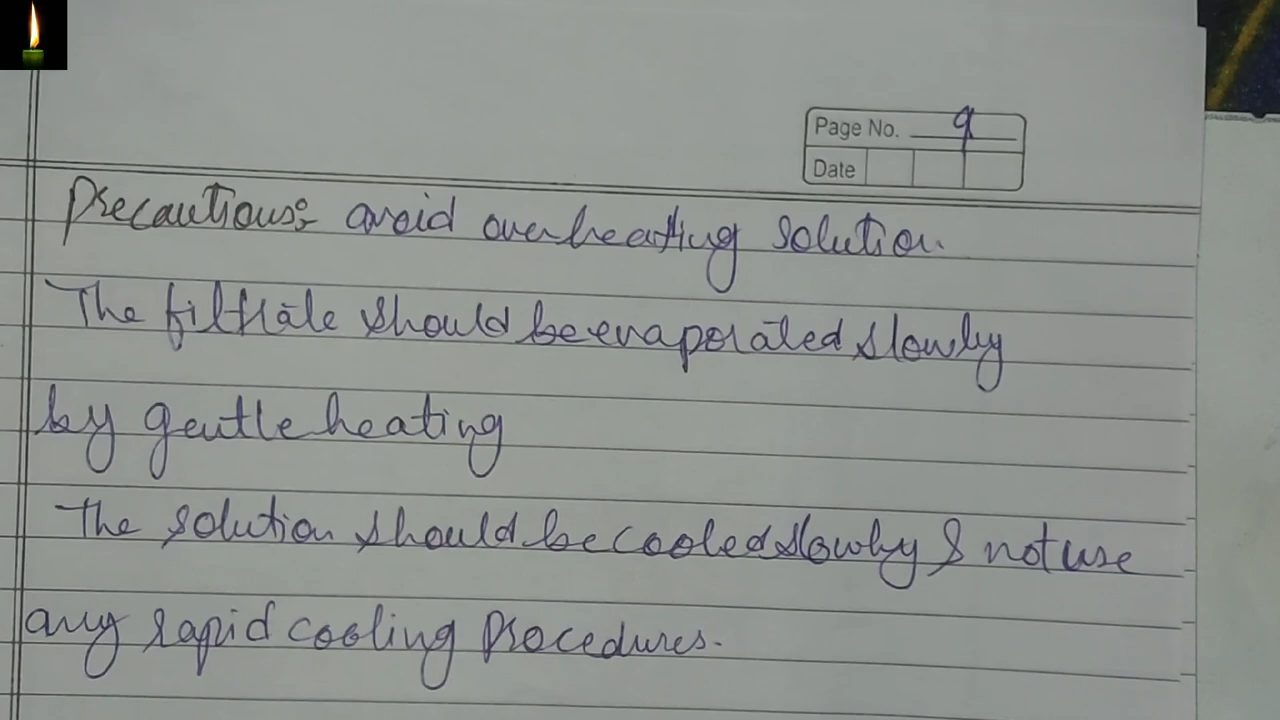 Page No. 9
Date
Precautions:- avoid overheating solution.
The filtrate should be evaporated slowly
by gentle heating
The solution should be cooled slowly & not use
any rapid cooling procedures.